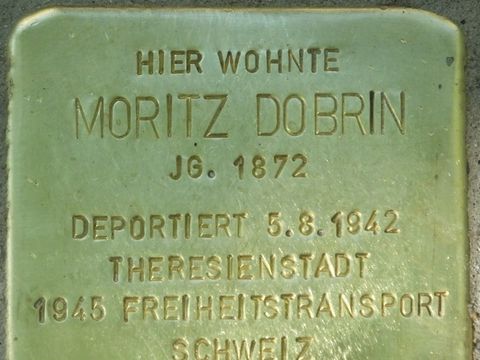 HIER WOHNTE
MORITZ DOBRIN
JG. 1872
DEPORTIERT 5.8.1942
THERESIENSTADT
1945 FREIHEITSTRANSPORT
SCHWEIZ